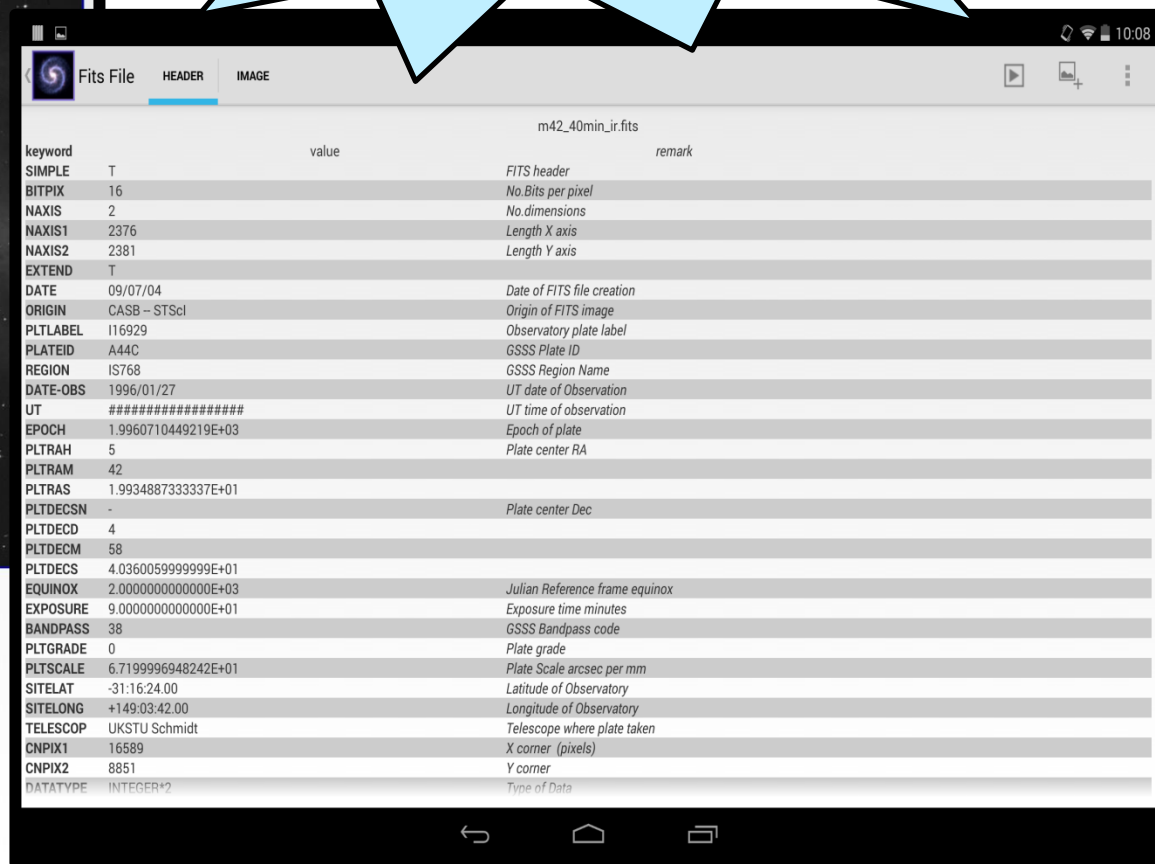 10:08
Fits File HEADER IMAGE
m42_40min_ir.fits
keyword value remark
SIMPLE T FITS header
BITPIX 16 No.Bits per pixel
NAXIS 2 No.dimensions
NAXIS1 2376 Length X axis
NAXIS2 2381 Length Y axis
EXTEND T
DATE 09/07/04 Date of FITS file creation
ORIGIN CASB -- STScI Origin of FITS image
PLTLABEL I16929 Observatory plate label
PLATEID A44C GSSS Plate ID
REGION IS768 GSSS Region Name
DATE-OBS 1996/01/27 UT date of Observation
UT ################## UT time of observation
EPOCH 1.9960710449219E+03 Epoch of plate
PLTRAH 5 Plate center RA
PLTRAM 42
PLTRAS 1.9934887333337E+01
PLTDECSN - Plate center Dec
PLTDECD 4
PLTDECM 58
PLTDECS 4.0360059999999E+01
EQUINOX 2.0000000000000E+03 Julian Reference frame equinox
EXPOSURE 9.0000000000000E+01 Exposure time minutes
BANDPASS 38 GSSS Bandpass code
PLTGRADE 0 Plate grade
PLTSCALE 6.7199996948242E+01 Plate Scale arcsec per mm
SITELAT -31:16:24.00 Latitude of Observatory
SITELONG +149:03:42.00 Longitude of Observatory
TELESCOP UKSTU Schmidt Telescope where plate taken
CNPIX1 16589 X corner (pixels)
CNPIX2 8851 Y corner
DATATYPE INTEGER*2 Type of Data